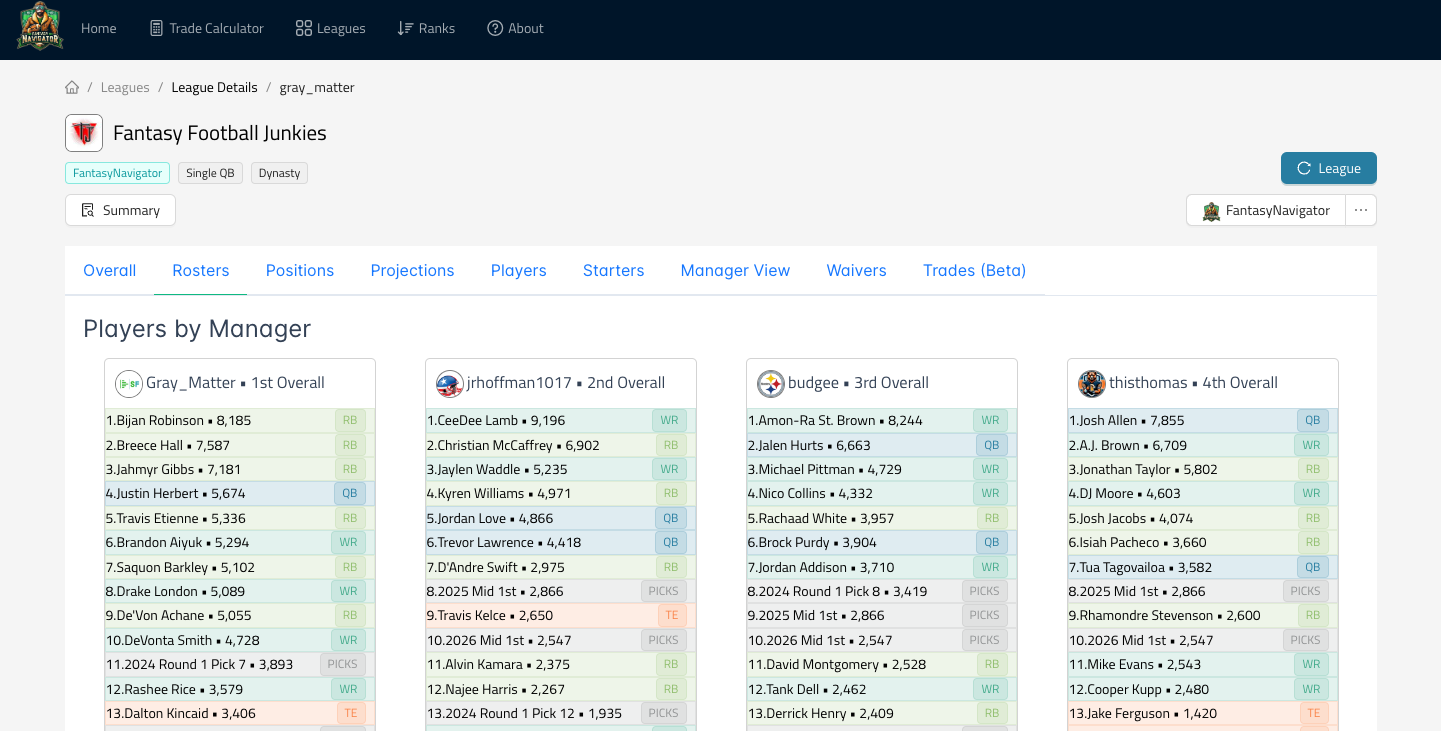 FANTASY
NAVIGATOR
Home
Trade Calculator
Leagues
Ranks
About
/ Leagues / League Details / gray_matter
Fantasy Football Junkies
FantasyNavigator
Single QB
Dynasty
League
Summary
FantasyNavigator
Overall
Rosters
Positions
Projections
Players
Starters
Manager View
Waivers
Trades (Beta)
Players by Manager
SF
Gray_Matter • 1st Overall
1.Bijan Robinson • 8,185 RB
2.Breece Hall • 7,587 RB
3.Jahmyr Gibbs • 7,181 RB
4.Justin Herbert • 5,674 QB
5.Travis Etienne • 5,336 RB
6.Brandon Aiyuk • 5,294 WR
7.Saquon Barkley • 5,102 RB
8.Drake London • 5,089 WR
9.De'Von Achane • 5,055 RB
10.DeVonta Smith • 4,728 WR
11.2024 Round 1 Pick 7 • 3,893 PICKS
12.Rashee Rice • 3,579 WR
13.Dalton Kincaid • 3,406 TE
jrhoffman1017 • 2nd Overall
1.CeeDee Lamb • 9,196 WR
2.Christian McCaffrey • 6,902 RB
3.Jaylen Waddle • 5,235 WR
4.Kyren Williams • 4,971 RB
5.Jordan Love • 4,866 QB
6.Trevor Lawrence • 4,418 QB
7.D'Andre Swift • 2,975 RB
8.2025 Mid 1st • 2,866 PICKS
9.Travis Kelce • 2,650 TE
10.2026 Mid 1st • 2,547 PICKS
11.Alvin Kamara • 2,375 RB
12.Najee Harris • 2,267 RB
13.2024 Round 1 Pick 12 • 1,935 PICKS
budgee • 3rd Overall
1.Amon-Ra St. Brown • 8,244 WR
2.Jalen Hurts • 6,663 QB
3.Michael Pittman • 4,729 WR
4.Nico Collins • 4,332 WR
5.Rachaad White • 3,957 RB
6.Brock Purdy • 3,904 QB
7.Jordan Addison • 3,710 WR
8.2024 Round 1 Pick 8 • 3,419 PICKS
9.2025 Mid 1st • 2,866 PICKS
10.2026 Mid 1st • 2,547 PICKS
11.David Montgomery • 2,528 RB
12.Tank Dell • 2,462 WR
13.Derrick Henry • 2,409 RB
thisthomas • 4th Overall
1.Josh Allen • 7,855 QB
2.A.J. Brown • 6,709 WR
3.Jonathan Taylor • 5,802 RB
4.DJ Moore • 4,603 WR
5.Josh Jacobs • 4,074 RB
6.Isiah Pacheco • 3,660 RB
7.Tua Tagovailoa • 3,582 QB
8.2025 Mid 1st • 2,866 PICKS
9.Rhamondre Stevenson • 2,600 RB
10.2026 Mid 1st • 2,547 PICKS
11.Mike Evans • 2,543 WR
12.Cooper Kupp • 2,480 WR
13.Jake Ferguson • 1,420 TE